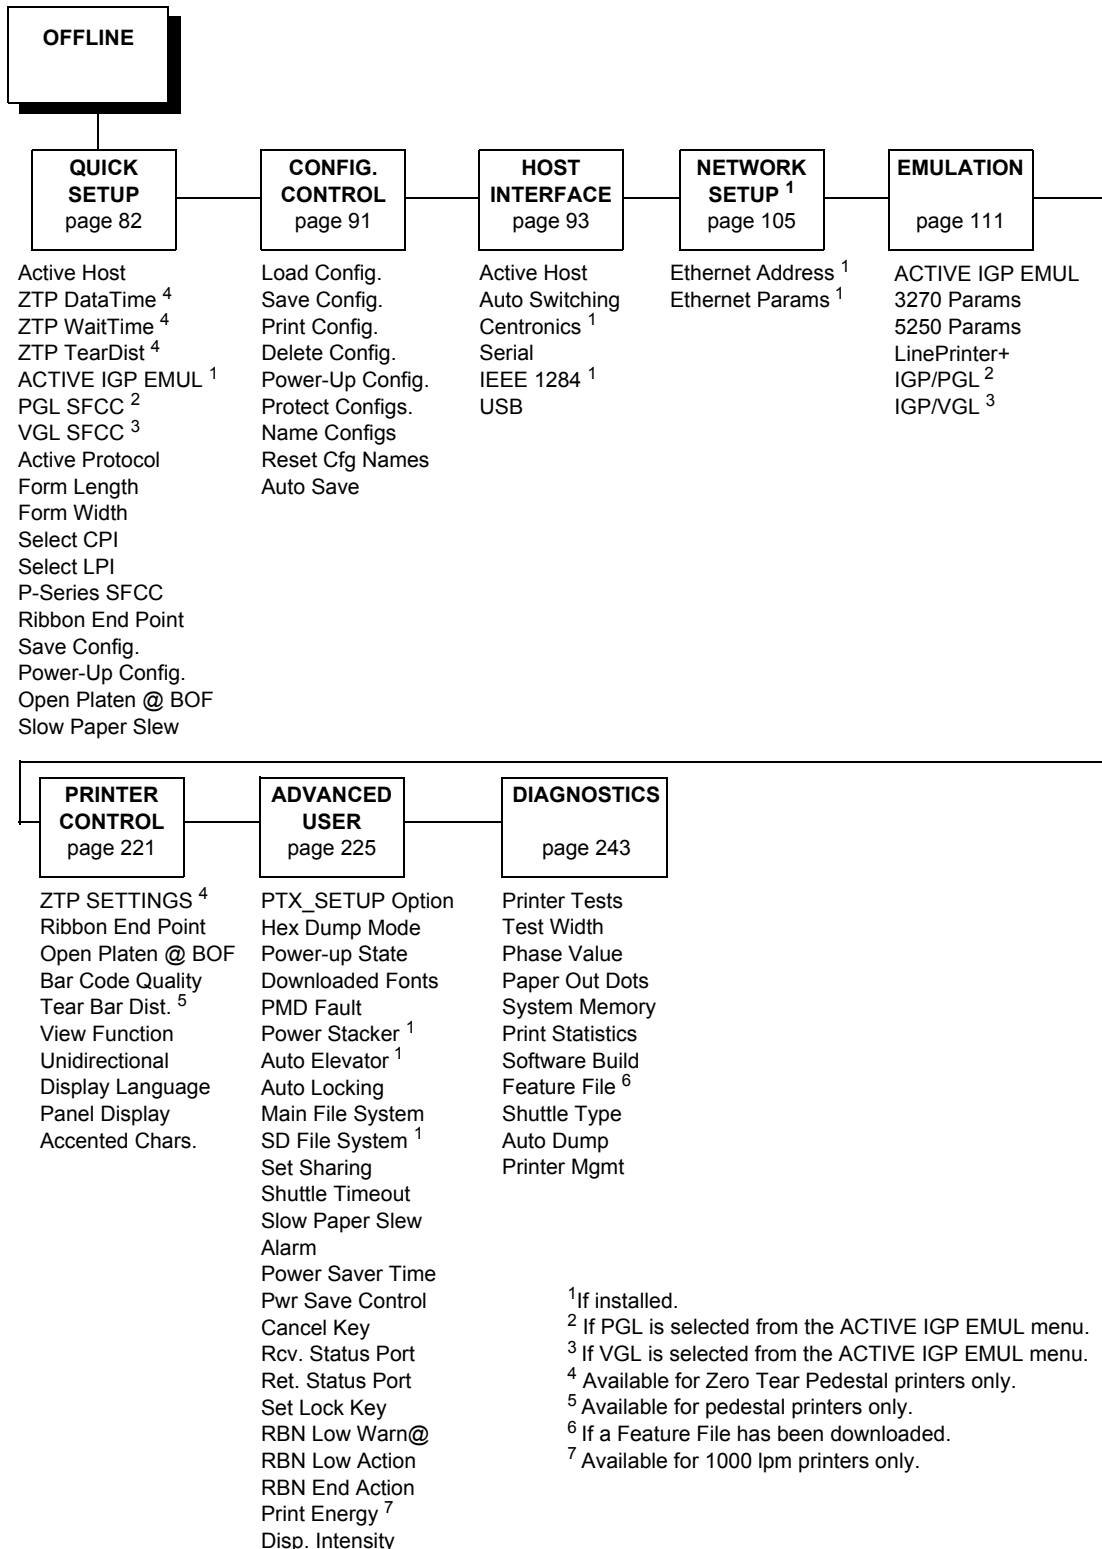 OFFLINE
QUICK
SETUP
page 82
CONFIG.
CONTROL
page 91
HOST
INTERFACE
page 93
NETWORK
SETUP 1
page 105
EMULATION
page 111
Active Host
ZTP DataTime 4
ZTP WaitTime 4
ZTP TearDist 4
ACTIVE IGP EMUL 1
PGL SFCC 2
VGL SFCC 3
Active Protocol
Form Length
Form Width
Select CPI
Select LPI
P-Series SFCC
Ribbon End Point
Save Config.
Power-Up Config.
Open Platen @ BOF
Slow Paper Slew
Load Config.
Save Config.
Print Config.
Delete Config.
Power-Up Config.
Protect Configs.
Name Configs
Reset Cfg Names
Auto Save
Active Host
Auto Switching
Centronics 1
Serial
IEEE 1284 1
USB
Ethernet Address 1
Ethernet Params 1
ACTIVE IGP EMUL
3270 Params
5250 Params
LinePrinter+
IGP/PGL 2
IGP/VGL 3
PRINTER
CONTROL
page 221
ADVANCED
USER
page 225
DIAGNOSTICS
page 243
ZTP SETTINGS 4
Ribbon End Point
Open Platen @ BOF
Bar Code Quality
Tear Bar Dist. 5
View Function
Unidirectional
Display Language
Panel Display
Accented Chars.
PTX_SETUP Option
Hex Dump Mode
Power-up State
Downloaded Fonts
PMD Fault
Power Stacker 1
Auto Elevator 1
Auto Locking
Main File System
SD File System 1
Set Sharing
Shuttle Timeout
Slow Paper Slew
Alarm
Power Saver Time
Pwr Save Control
Cancel Key
Rcv. Status Port
Ret. Status Port
Set Lock Key
RBN Low Warn@
RBN Low Action
RBN End Action
Print Energy 7
Disp. Intensity
Printer Tests
Test Width
Phase Value
Paper Out Dots
System Memory
Print Statistics
Software Build
Feature File 6
Shuttle Type
Auto Dump
Printer Mgmt
1 If installed.
2 If PGL is selected from the ACTIVE IGP EMUL menu.
3 If VGL is selected from the ACTIVE IGP EMUL menu.
4 Available for Zero Tear Pedestal printers only.
5 Available for pedestal printers only.
6 If a Feature File has been downloaded.
7 Available for 1000 lpm printers only.